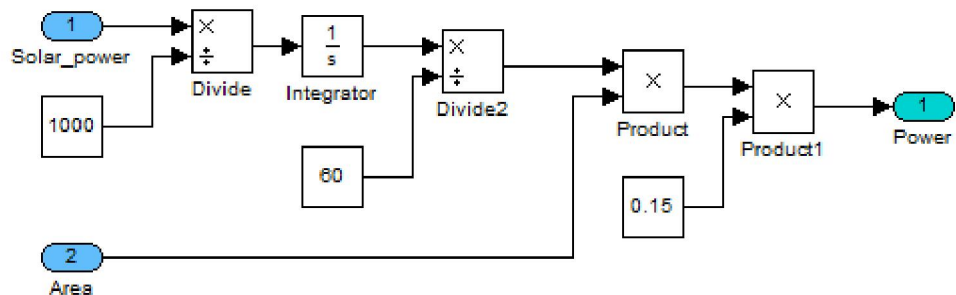 1
Solar_power
×
÷
Divide
1000
1
s
Integrator
×
÷
Divide2
60
×
Product
×
Product1
0.15
1
Power
2
Area